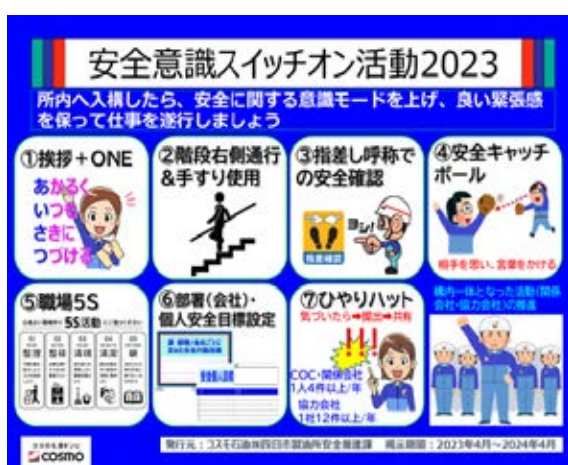 安全意識スイッチオン活動2023
所内へ入構したら、安全に関する意識モードを上げ、良い緊張感
を保って仕事を遂行しましょう
①挨拶＋ONE
あかるく
いつも
さきに
つづける
②階段右側通行
&手すり使用
③指差し呼称で
の安全確認
ヨシ!
指差確認
④安全キャッチ
ボール
相手を思い、言葉をかける
⑤職場5S
5S活動
整理
整頓
清掃
清潔
躾
⑥部署(会社)・
個人安全目標設定
⑦ひやりハット
気づいたら➡提出➡共有
COC・関係会社
1人4件以上/年
協力会社
1社12件以上/年
構内一体となった活動(関係
会社・協力会社)の推進
COSMO
発行元：コスモ石油㈱四日市製油所安全推進課 掲示期間：2023年4月～2024年4月